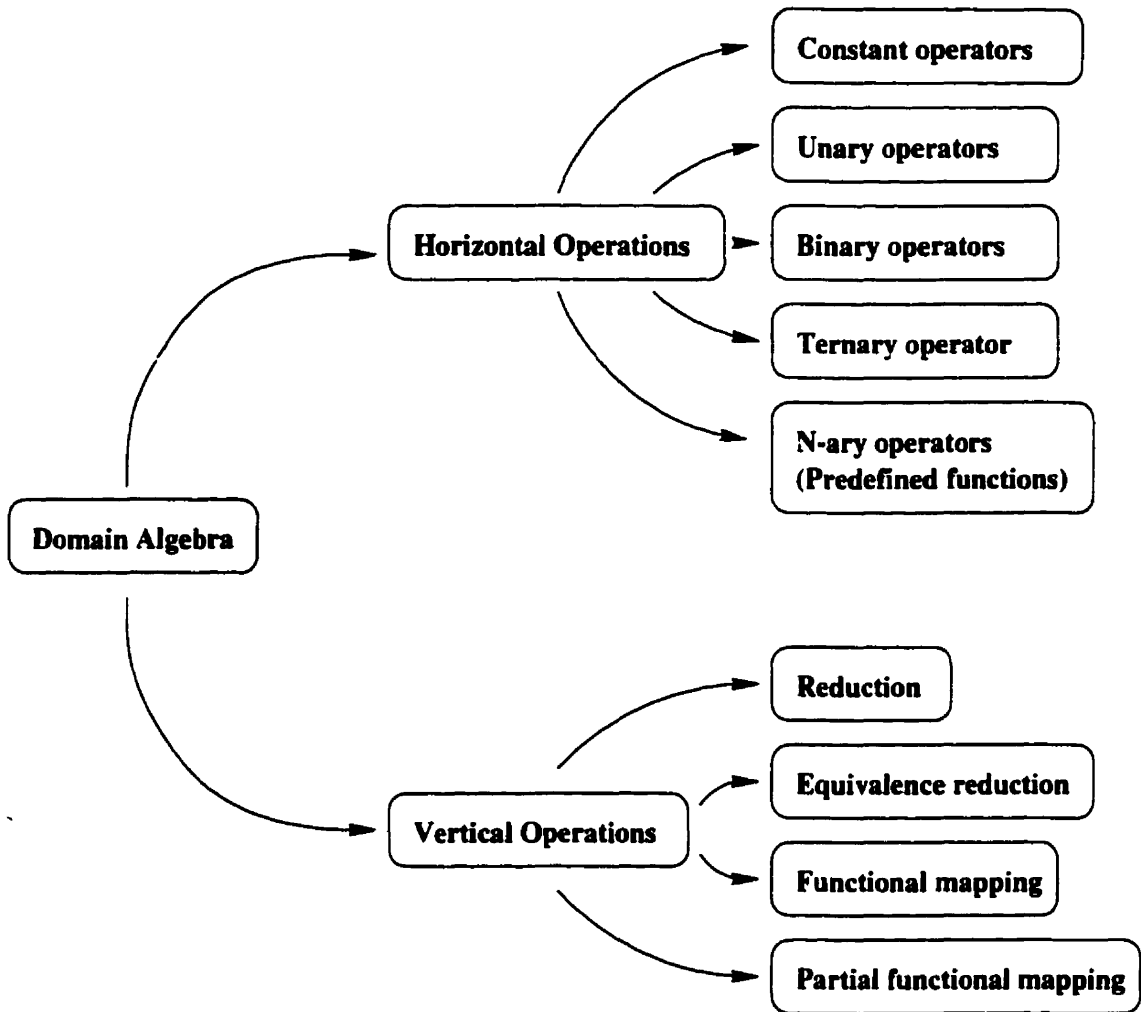 Constant operators
Unary operators
Horizontal Operations
Binary operators
Ternary operator
N-ary operators
(Predefined functions)
Domain Algebra
Reduction
Equivalence reduction
Vertical Operations
Functional mapping
Partial functional mapping